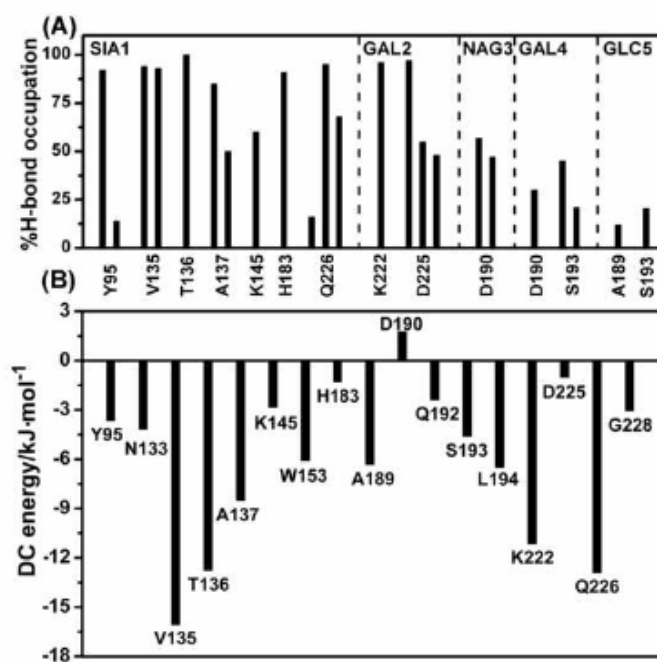 (A)
SIA1 GAL2 NAG3 GAL4 GLC5
100
75
50
25
0
%H-bond occupation
Y95 V135 T136 A137 K145 H183 Q226 K222 D225 D190 D190 S193 A189 S193
(B)
3
0
-3
-6
-9
-12
-15
-18
DC energy/kJ·mol⁻¹
D190
Y95 N133 K145 H183 Q192 D225 G228
W153 A189 S193 L194
A137
K222
T136 Q226
V135